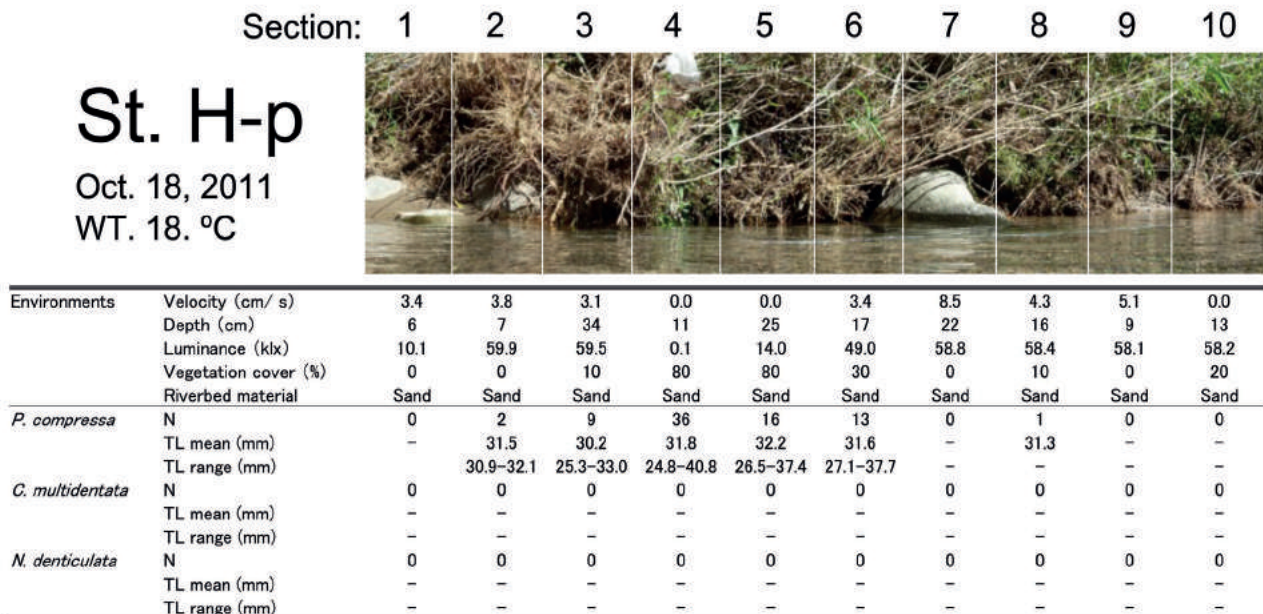 Section: 1 2 3 4 5 6 7 8 9 10
St. H-p
Oct. 18, 2011
WT. 18. ºC
Environments Velocity (cm/ s) 3.4 3.8 3.1 0.0 0.0 3.4 8.5 4.3 5.1 0.0
Depth (cm) 6 7 34 11 25 17 22 16 9 13
Luminance (klx) 10.1 59.9 59.5 0.1 14.0 49.0 58.8 58.4 58.1 58.2
Vegetation cover (%) 0 0 10 80 80 30 0 10 0 20
Riverbed material Sand Sand Sand Sand Sand Sand Sand Sand Sand Sand
P. compressa N 0 2 9 36 16 13 0 1 0 0
TL mean (mm) - 31.5 30.2 31.8 32.2 31.6 - 31.3 - -
TL range (mm) 30.9-32.1 25.3-33.0 24.8-40.8 26.5-37.4 27.1-37.7 - - - -
C. multidentata N 0 0 0 0 0 0 0 0 0 0
TL mean (mm) - - - - - - - - - -
TL range (mm) - - - - - - - - - -
N. denticulata N 0 0 0 0 0 0 0 0 0 0
TL mean (mm) - - - - - - - - - -
TL range (mm) - - - - - - - - - -